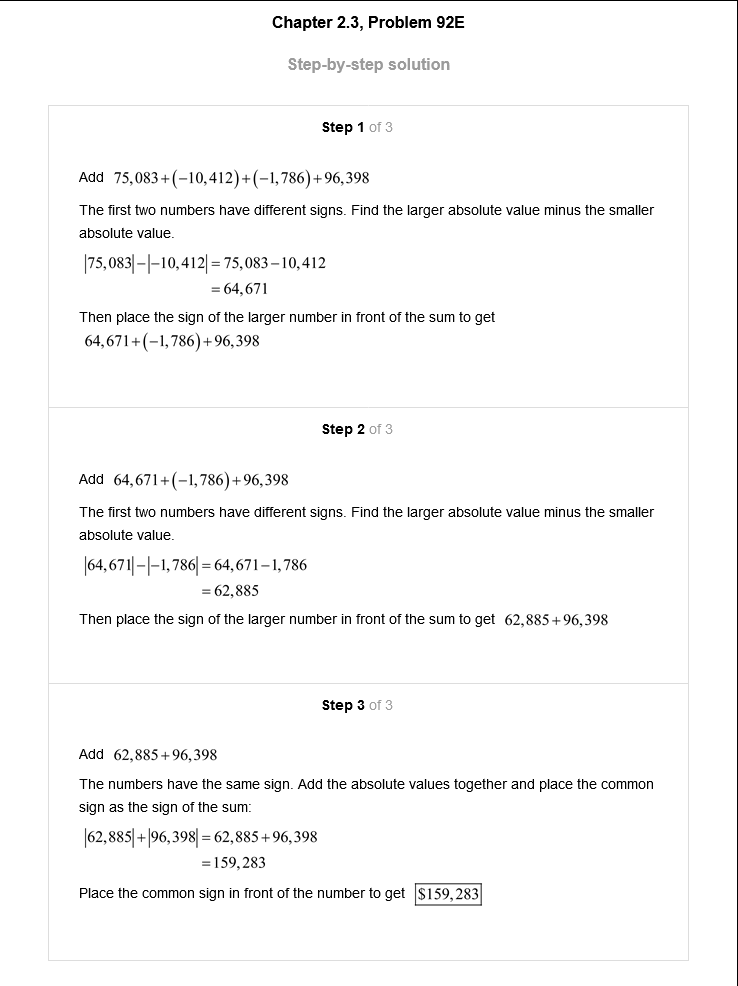 Chapter 2.3, Problem 92E
Step-by-step solution
Step 1 of 3
Add 75,083+(−10,412)+(−1,786)+96,398
The first two numbers have different signs. Find the larger absolute value minus the smaller
absolute value.
|75,083|−|−10,412| = 75,083−10,412
= 64,671
Then place the sign of the larger number in front of the sum to get
64,671+(−1,786)+96,398
Step 2 of 3
Add 64,671+(−1,786)+96,398
The first two numbers have different signs. Find the larger absolute value minus the smaller
absolute value.
|64,671|−|−1,786| = 64,671−1,786
= 62,885
Then place the sign of the larger number in front of the sum to get 62,885+96,398
Step 3 of 3
Add 62,885+96,398
The numbers have the same sign. Add the absolute values together and place the common
sign as the sign of the sum:
|62,885|+|96,398| = 62,885+96,398
= 159,283
Place the common sign in front of the number to get $159,283